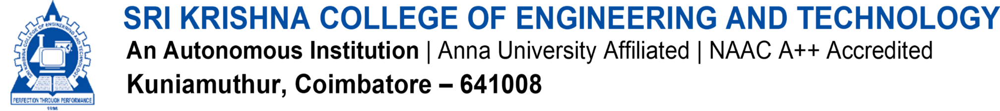 SRI KRISHNA COLLEGE OF ENGINEERING AND TECHNOLOGY
An Autonomous Institution | Anna University Affiliated | NAAC A++ Accredited
Kuniamuthur, Coimbatore – 641008
SRI KRISHNA COLLEGE OF ENGINEERING AND TECHNOLOGY
PERFECTION THROUGH PERFORMANCE
1998